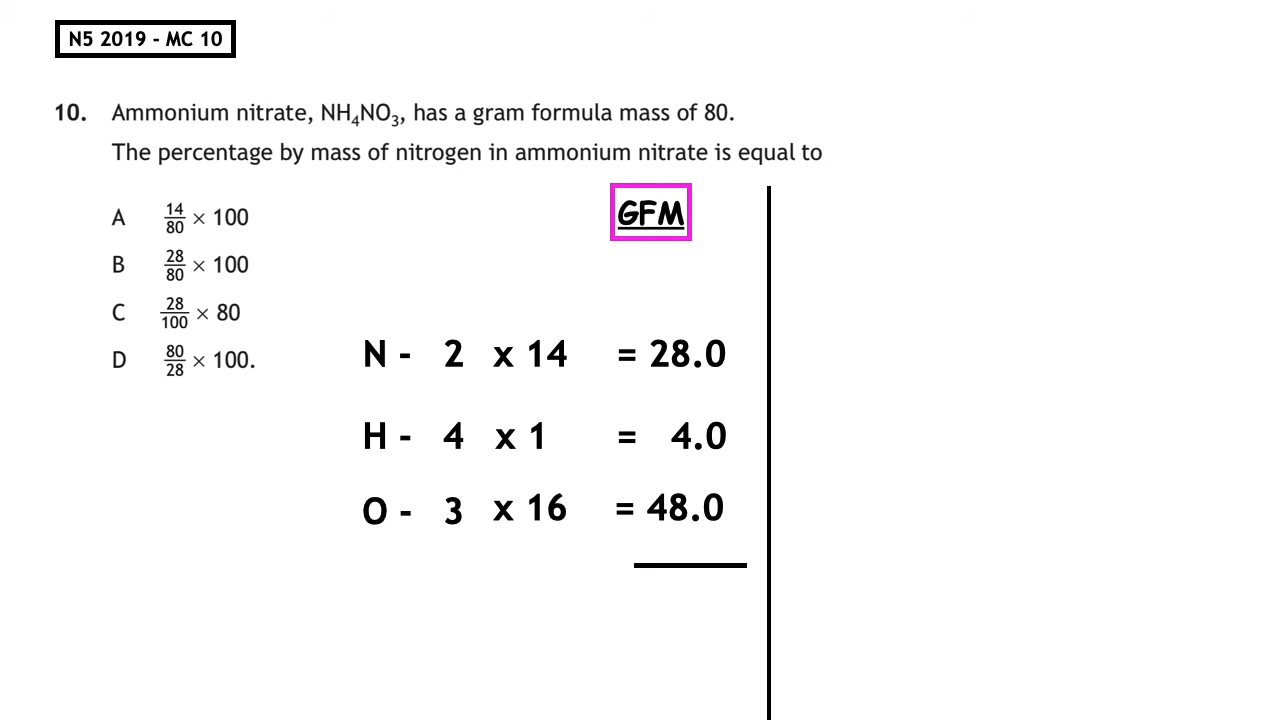 N5 2019 - MC 10
10. Ammonium nitrate, NH₄NO₃, has a gram formula mass of 80.
The percentage by mass of nitrogen in ammonium nitrate is equal to
A 14/80 × 100
B 28/80 × 100
C 28/100 × 80
D 80/28 × 100.
GFM
N - 2 x 14 = 28.0
H - 4 x 1 = 4.0
O - 3 x 16 = 48.0